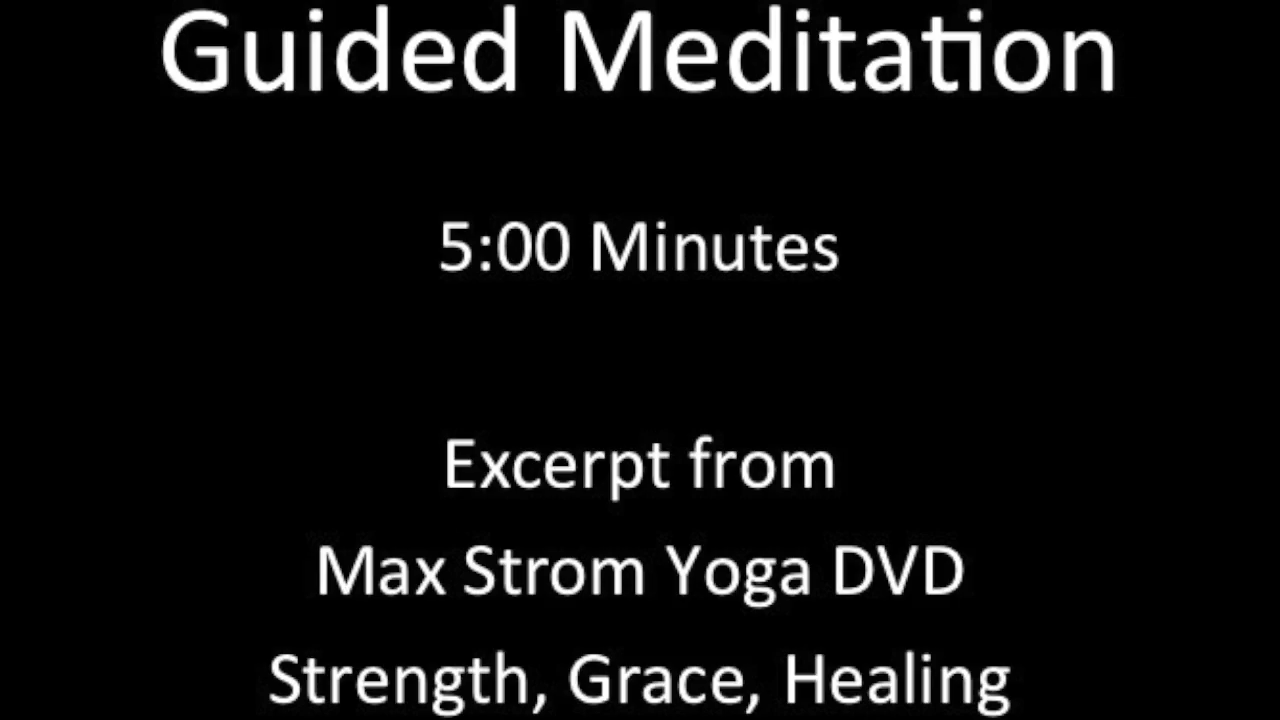 Guided Meditation
5:00 Minutes
Excerpt from
Max Strom Yoga DVD
Strength, Grace, Healing